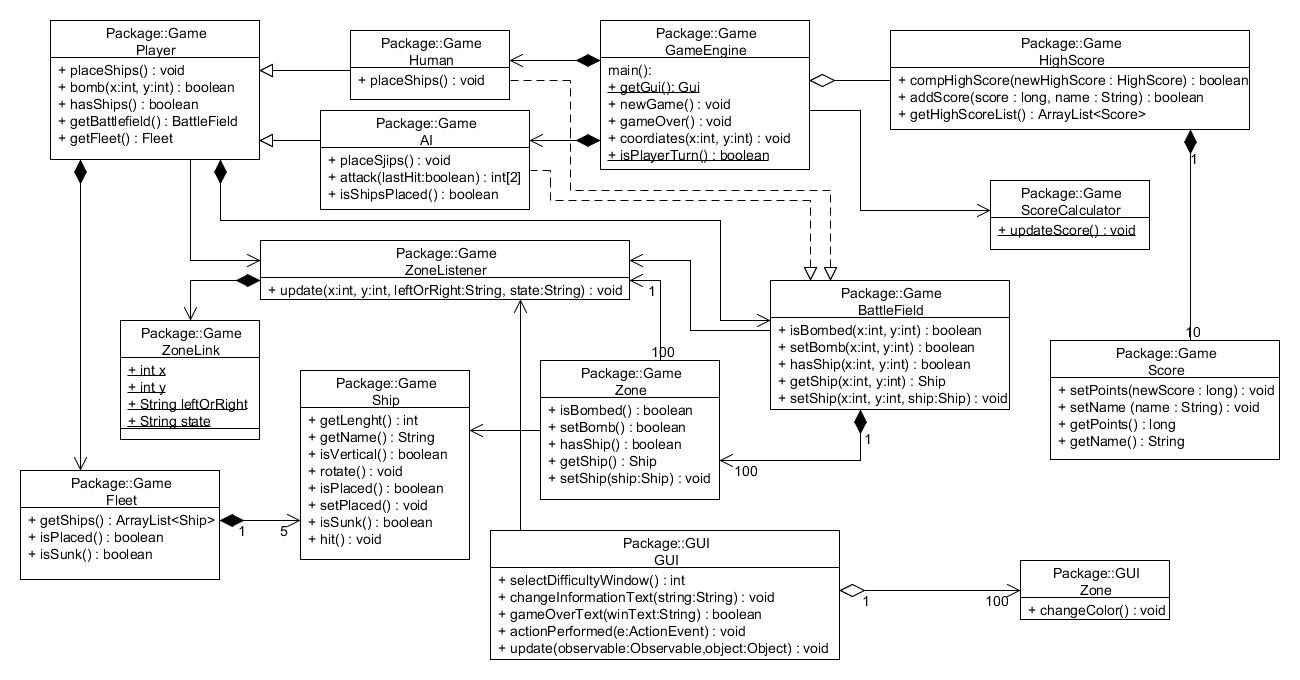 Package::Game
Player
+ placeShips() : void
+ bomb(x:int, y:int) : boolean
+ hasShips() : boolean
+ getBattlefield() : BattleField
+ getFleet() : Fleet
Package::Game
Human
+ placeShips() : void
Package::Game
GameEngine
main():
+ getGui(): Gui
+ newGame() : void
+ gameOver() : void
+ coordiates(x:int, y:int) : void
+ isPlayerTurn() : boolean
Package::Game
HighScore
+ compHighScore(newHighScore : HighScore) : boolean
+ addScore(score : long, name : String) : boolean
+ getHighScoreList() : ArrayList<Score>
1
Package::Game
AI
+ placeSjips() : void
+ attack(lastHit:boolean) : int[2]
+ isShipsPlaced() : boolean
Package::Game
ScoreCalculator
+ updateScore() : void
Package::Game
ZoneListener
+ update(x:int, y:int, leftOrRight:String, state:String) : void
1
Package::Game
BattleField
+ isBombed(x:int, y:int) : boolean
+ setBomb(x:int, y:int) : boolean
+ hasShip(x:int, y:int) : boolean
+ getShip(x:int, y:int) : Ship
+ setShip(x:int, y:int, ship:Ship) : void
1
Package::Game
ZoneLink
+ int x
+ int y
+ String leftOrRight
+ String state
10
Package::Game
Score
+ setPoints(newScore : long) : void
+ setName (name : String) : void
+ getPoints() : long
+ getName() : String
Package::Game
Ship
+ getLenght() : int
+ getName() : String
+ isVertical() : boolean
+ rotate() : void
+ isPlaced() : boolean
+ setPlaced() : void
+ isSunk() : boolean
+ hit() : void
100
Package::Game
Zone
+ isBombed() : boolean
+ setBomb() : boolean
+ hasShip() : boolean
+ getShip() : Ship
+ setShip(ship:Ship) : void
100
Package::Game
Fleet
+ getShips() : ArrayList<Ship>
+ isPlaced() : boolean
+ isSunk() : boolean
1
5
Package::GUI
GUI
+ selectDifficultyWindow() : int
+ changeInformationText(string:String) : void
+ gameOverText(winText:String) : boolean
+ actionPerformed(e:ActionEvent) : void
+ update(observable:Observable,object:Object) : void
1
100
Package::GUI
Zone
+ changeColor() : void